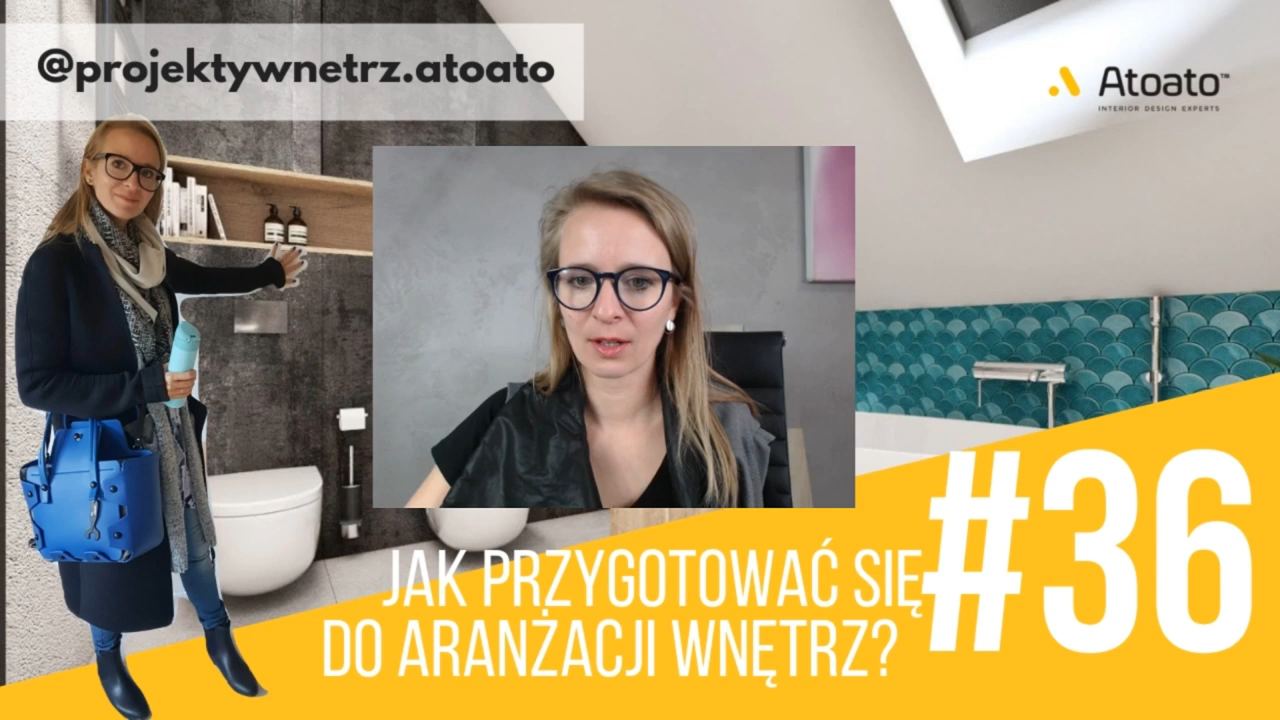 @projektywnetrz.atoato
Atoato™
INTERIOR DESIGN EXPERTS
#36
JAK PRZYGOTOWAĆ SIĘ
DO ARANŻACJI WNĘTRZ?